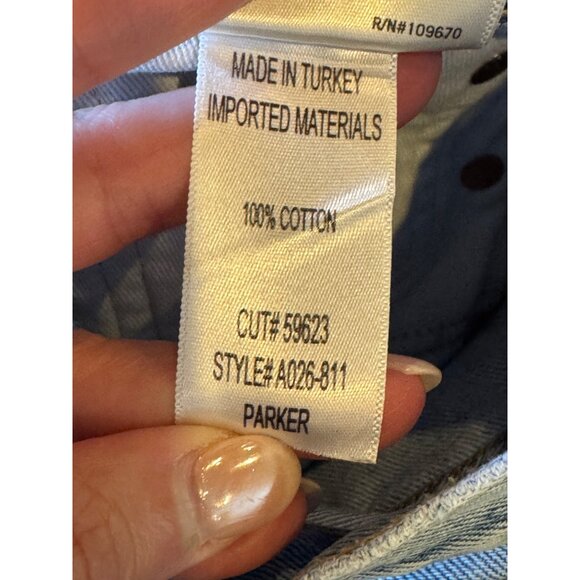 R/N#109670
MADE IN TURKEY
IMPORTED MATERIALS
100% COTTON
CUT# 59623
STYLE# A026-811
PARKER